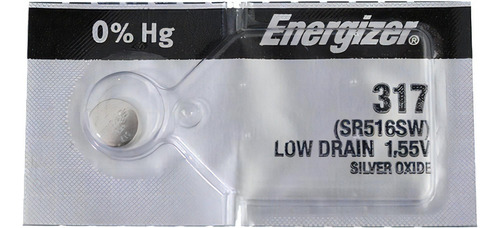 0% Hg
Energizer®
317
(SR516SW)
LOW DRAIN 1,55V
SILVER OXIDE